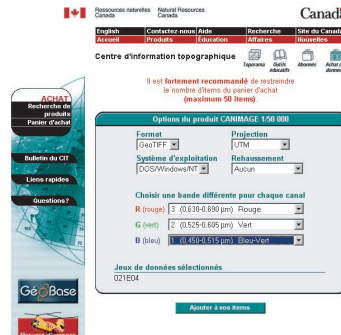 Ressources naturelles Natural Resources
Canada Canada
Canada
English Contactez-nous Aide Recherche Site du Canada
Accueil Produits Éducation Affaires Nouvelles
Centre d'information topographique
Toporama Outils éducatifs Abonnés Achat de données
Il est fortement recommandé de restreindre
le nombre d'items du panier d'achat
(maximum 50 items).
ACHAT
Recherche de
produits
Panier d'achat
Bulletin du CIT
Liens rapides
Questions?
GéoBase
Options du produit CANIMAGE 1/50 000
Format Projection
GeoTIFF UTM
Système d'exploitation Rehaussement
DOS/Windows/NT Aucun
Choisir une bande différente pour chaque canal
R (rouge) 3 (0,630-0,690 µm) Rouge
G (vert) 2 (0,525-0,605 µm) Vert
B (bleu) 1 (0,450-0,515 µm) Bleu-Vert
Jeux de données sélectionnés
021E04
Ajouter à vos items